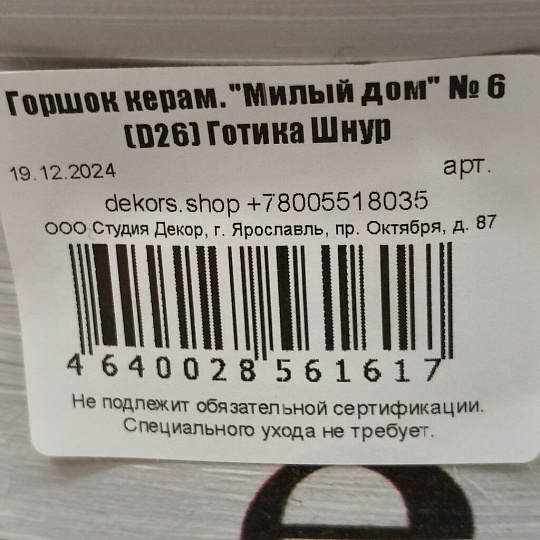 Горшок керам."Милый дом" № 6
(D26) Готика Шнур
19.12.2024 арт.
dekors.shop +78005518035
ООО Студия Декор, г. Ярославль, пр. Октября, д. 87
4 640028 561617
Не подлежит обязательной сертификации.
Специального ухода не требует.
e